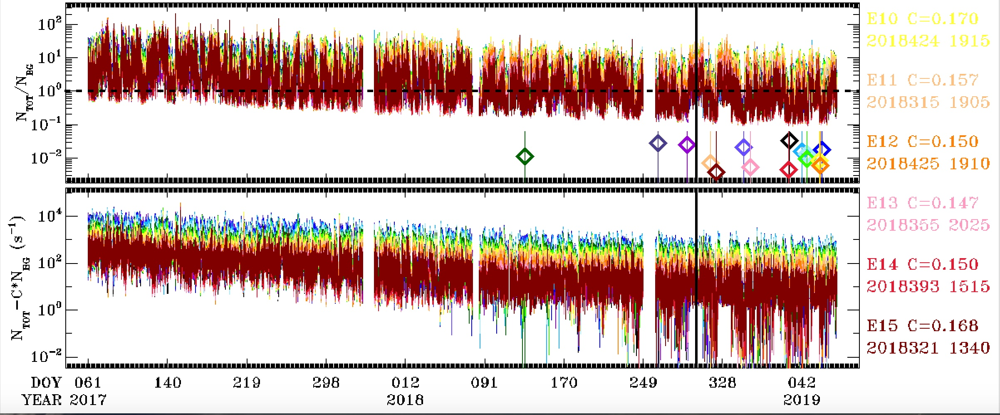 10² E10 C=0.170
10¹ 2018424 1915
10⁰ E11 C=0.157
10⁻¹ 2018315 1905
10⁻² E12 C=0.150
2018425 1910
N_TOT/N_BG
10⁴ E13 C=0.147
2018355 2025
10² E14 C=0.150
10⁰ 2018393 1515
10⁻² E15 C=0.168
2018321 1340
N_TOT−C*N_BG (s⁻¹)
DOY 061 140 219 298 012 091 170 249 328 042
YEAR 2017 2018 2019